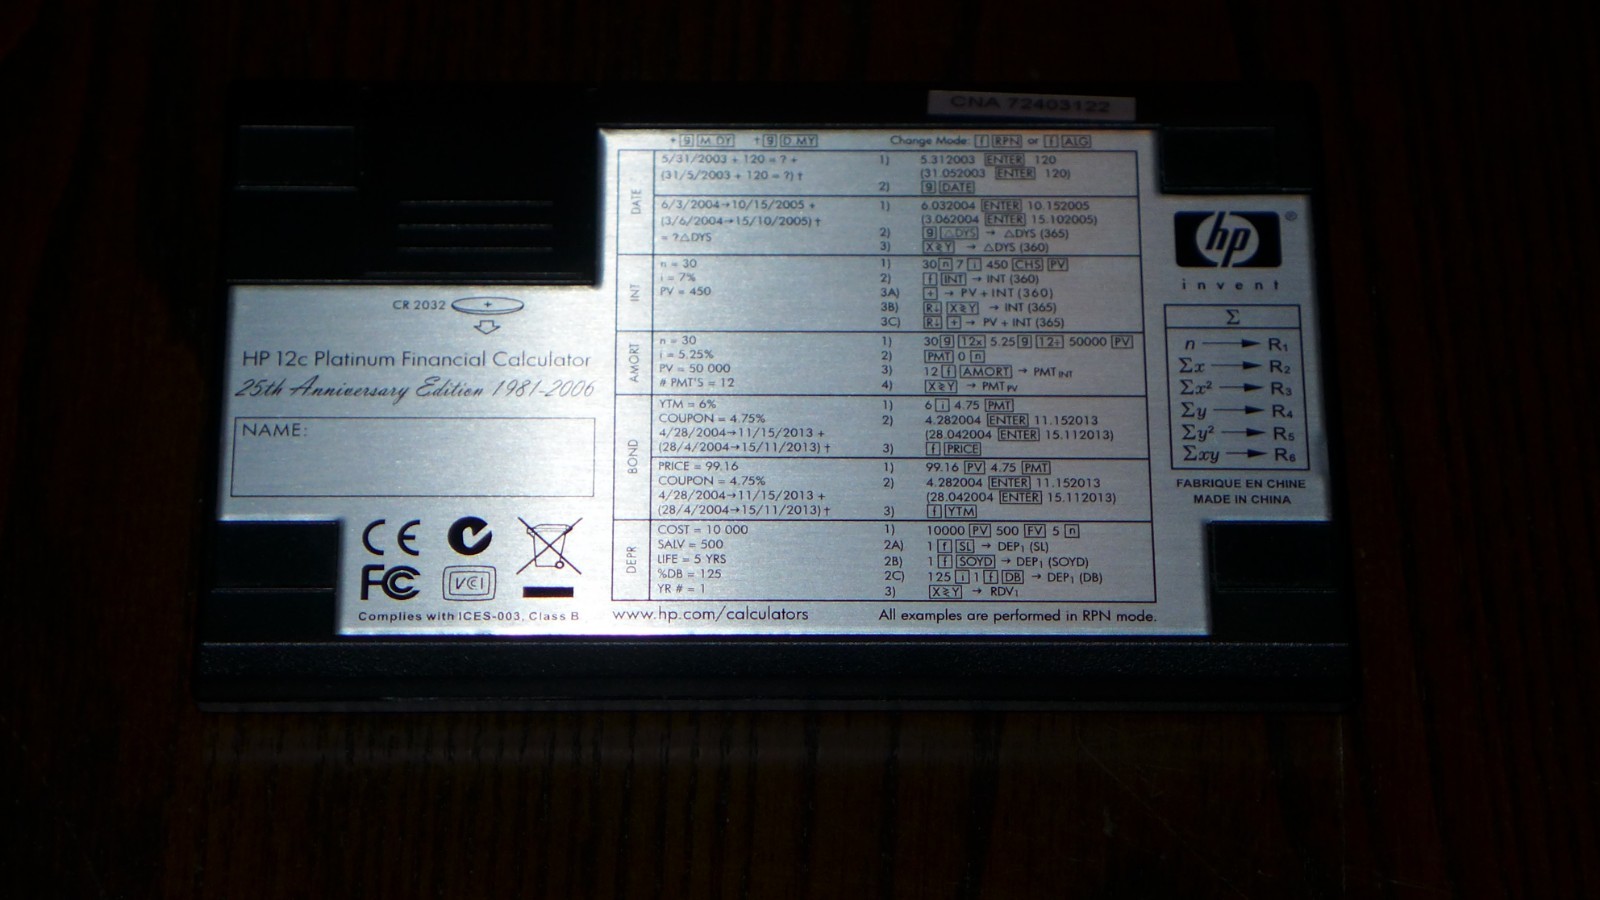 CNA 72403122
+ g M.DY † g D.MY Change Mode: f RPN or f ALG
DATE
5/31/2003 + 120 = ? + 1) 5.312003 ENTER 120
(31/5/2003 + 120 = ?) † (31.052003 ENTER 120)
2) g DATE
6/3/2004→10/15/2005 + 1) 6.032004 ENTER 10.152005
(3/6/2004→15/10/2005) † (3.062004 ENTER 15.102005)
= ?△DYS 2) g △DYS → △DYS (365)
3) X≷Y → △DYS (360)
INT
n = 30 1) 30 n 7 i 450 CHS PV
i = 7% 2) f INT → INT (360)
PV = 450 3A) + → PV + INT (360)
3B) R↓ X≷Y → INT (365)
3C) R↓ + → PV + INT (365)
AMORT
n = 30 1) 30 g 12× 5.25 g 12÷ 50000 PV
i = 5.25% 2) PMT 0 n
PV = 50 000 3) 12 f AMORT → PMT INT
# PMT'S = 12 4) X≷Y → PMT PV
BOND
YTM = 6% 1) 6 i 4.75 PMT
COUPON = 4.75% 2) 4.282004 ENTER 11.152013
4/28/2004→11/15/2013 + (28.042004 ENTER 15.112013)
(28/4/2004→15/11/2013) † 3) f PRICE
PRICE = 99.16 1) 99.16 PV 4.75 PMT
COUPON = 4.75% 2) 4.282004 ENTER 11.152013
4/28/2004→11/15/2013 + (28.042004 ENTER 15.112013)
(28/4/2004→15/11/2013) † 3) f YTM
DEPR
COST = 10 000 1) 10000 PV 500 FV 5 n
SALV = 500 2A) 1 f SL → DEP₁ (SL)
LIFE = 5 YRS 2B) 1 f SOYD → DEP₁ (SOYD)
%DB = 125 2C) 125 i 1 f DB → DEP₁ (DB)
YR # = 1 3) X≷Y → RDV₁
www.hp.com/calculators All examples are performed in RPN mode.
CR 2032 +
HP 12c Platinum Financial Calculator
25th Anniversary Edition 1981-2006
NAME:
CE
FC VCI
Complies with ICES-003, Class B
hp ®
invent
Σ
n → R₁
Σx → R₂
Σx² → R₃
Σy → R₄
Σy² → R₅
Σxy → R₆
FABRIQUE EN CHINE
MADE IN CHINA